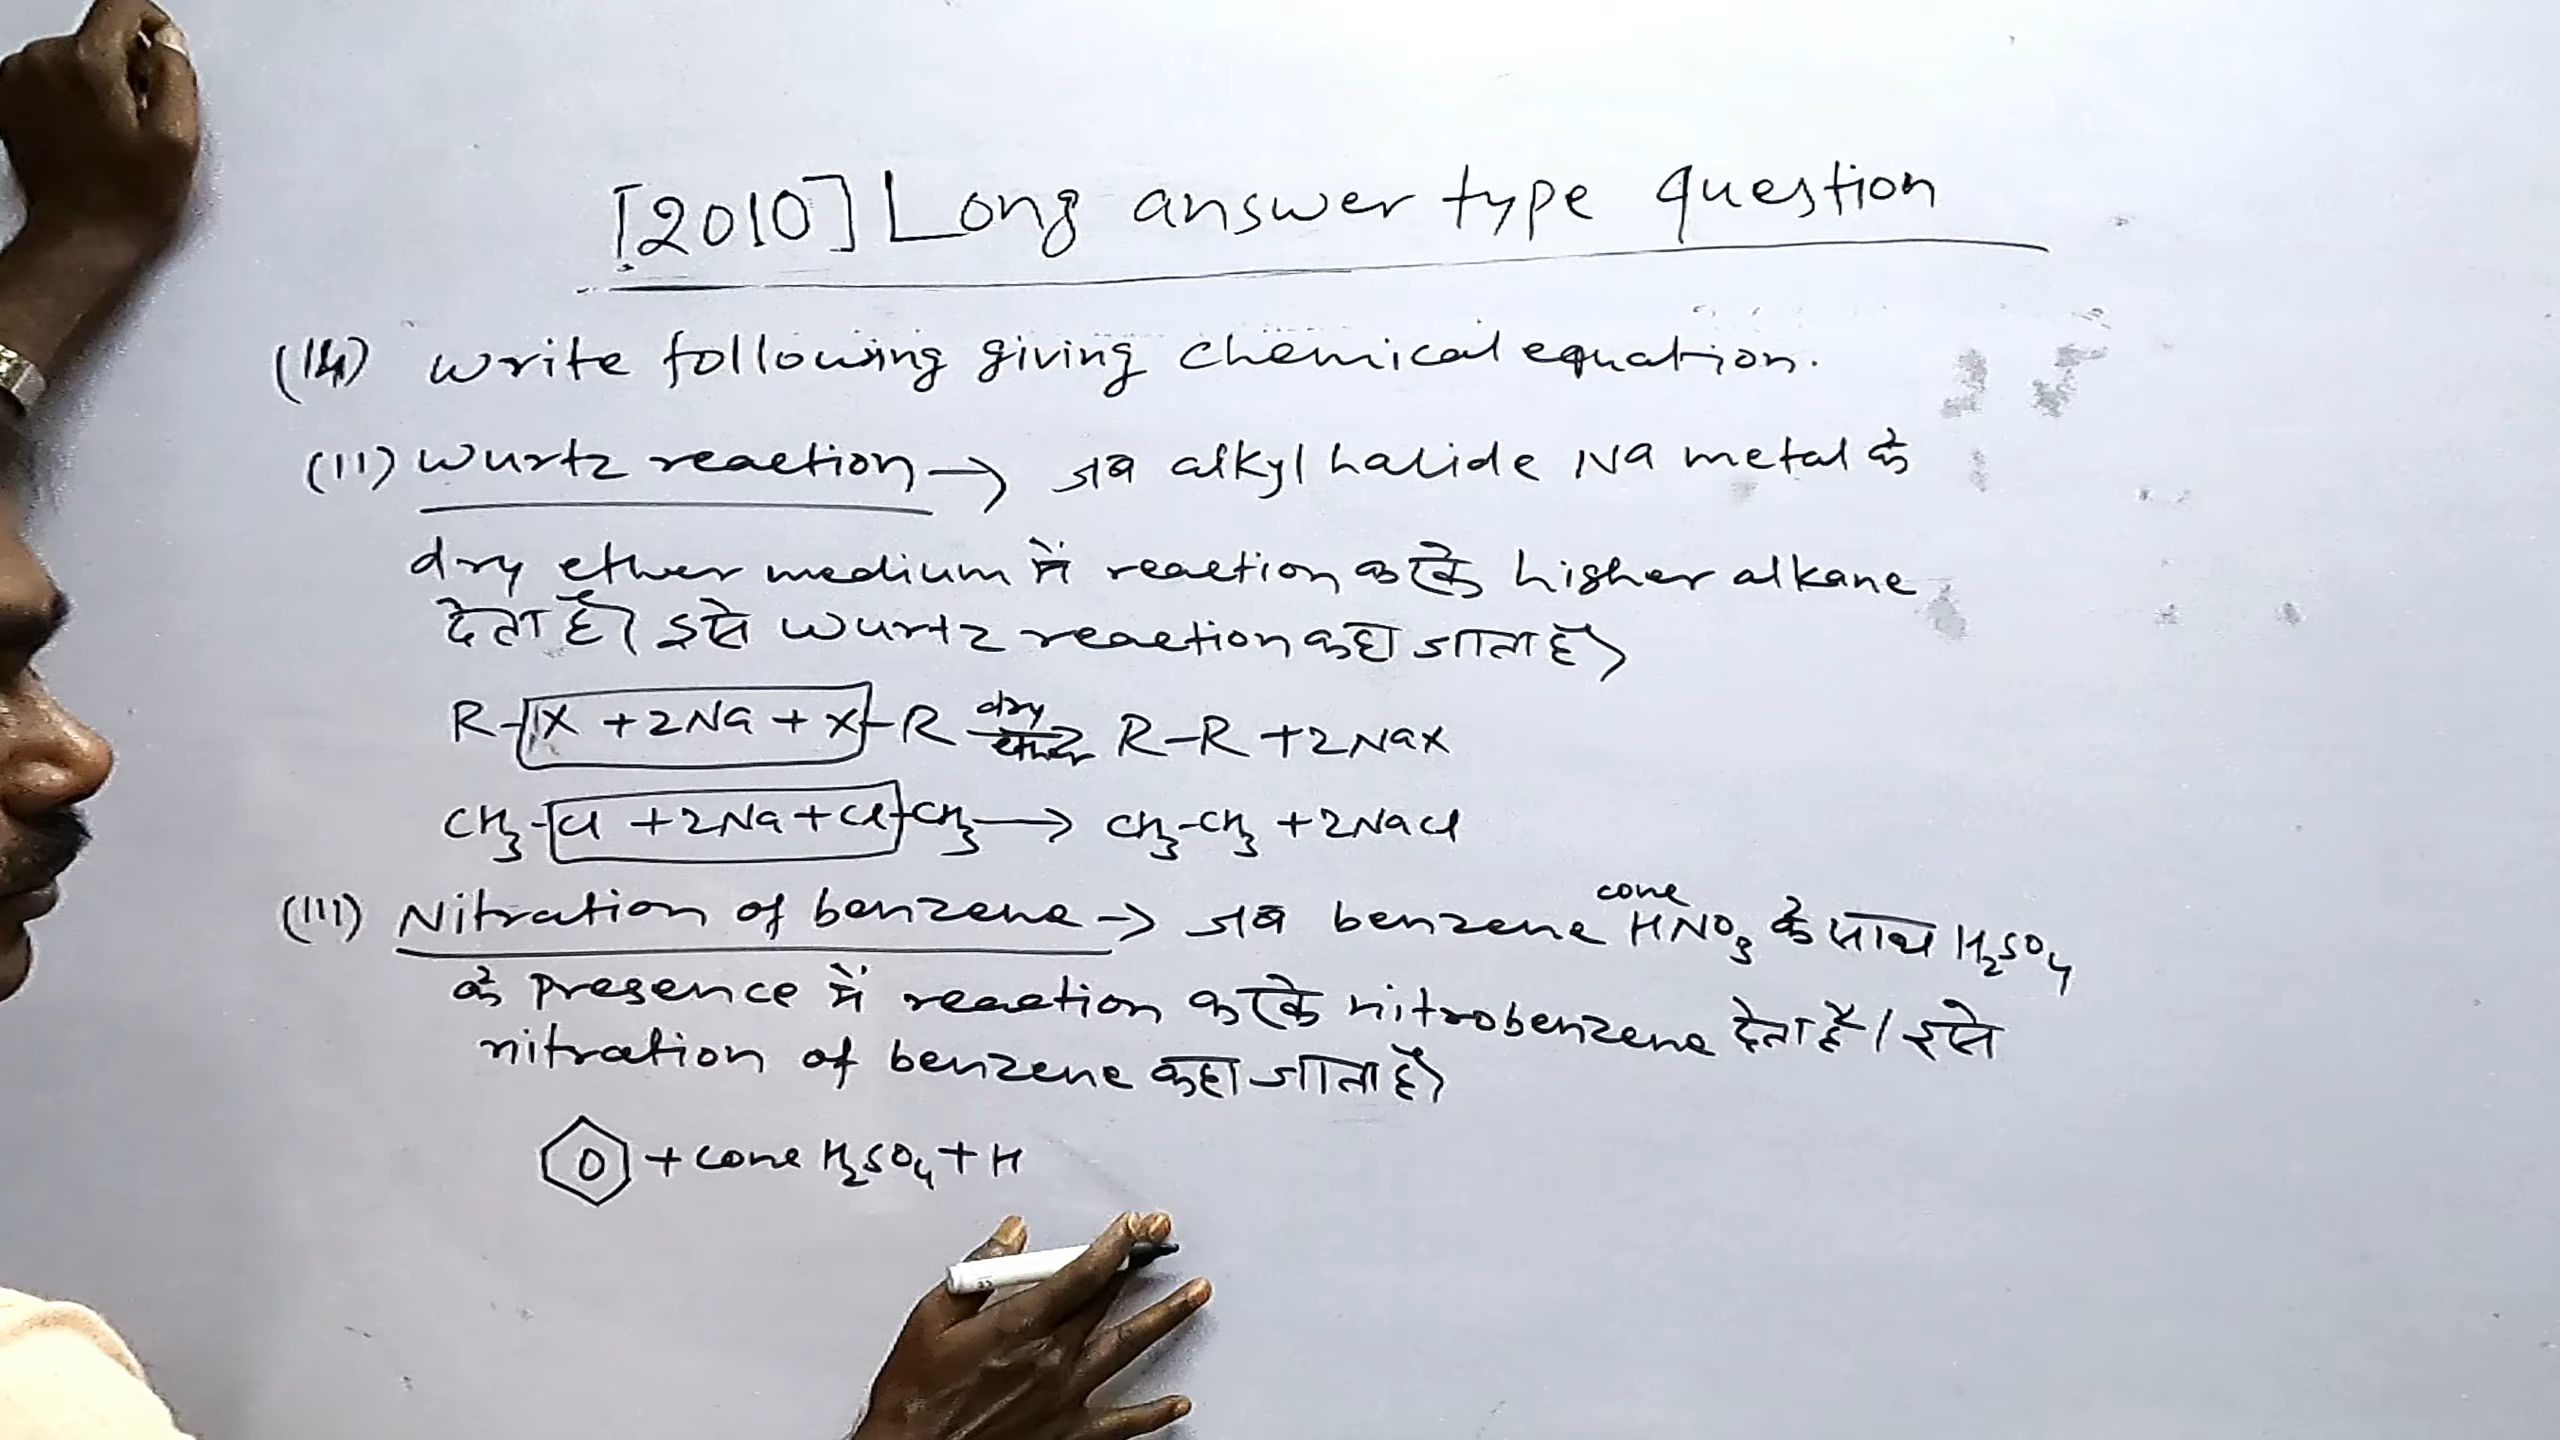 [2010] Long answer type question
(14) write following giving chemical equation.
(11) wurtz reaction → जब alkyl halide Na metal के
dry ether medium में reaction करके higher alkane
देता है। इसे wurtz reaction कहा जाता है।
R-X + 2Na + X-R dry ether → R-R + 2NaX
CH₃-Cl + 2Na + Cl-CH₃ → CH₃-CH₃ + 2NaCl
(111) Nitration of benzene → जब benzene conc HNO₃ के साथ H₂SO₄
के presence में reaction करके nitrobenzene देता है। इसे
nitration of benzene कहा जाता है।
+ conc H₂SO₄ + H